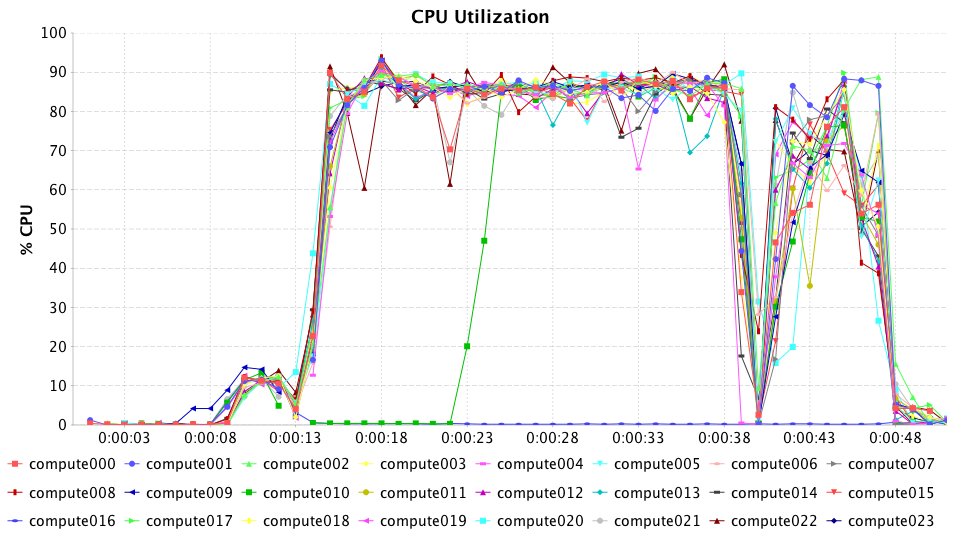 CPU Utilization
100
90
80
70
60
50
40
30
20
10
0
% CPU
0:00:03 0:00:08 0:00:13 0:00:18 0:00:23 0:00:28 0:00:33 0:00:38 0:00:43 0:00:48
compute000 compute001 compute002 compute003 compute004 compute005 compute006 compute007
compute008 compute009 compute010 compute011 compute012 compute013 compute014 compute015
compute016 compute017 compute018 compute019 compute020 compute021 compute022 compute023